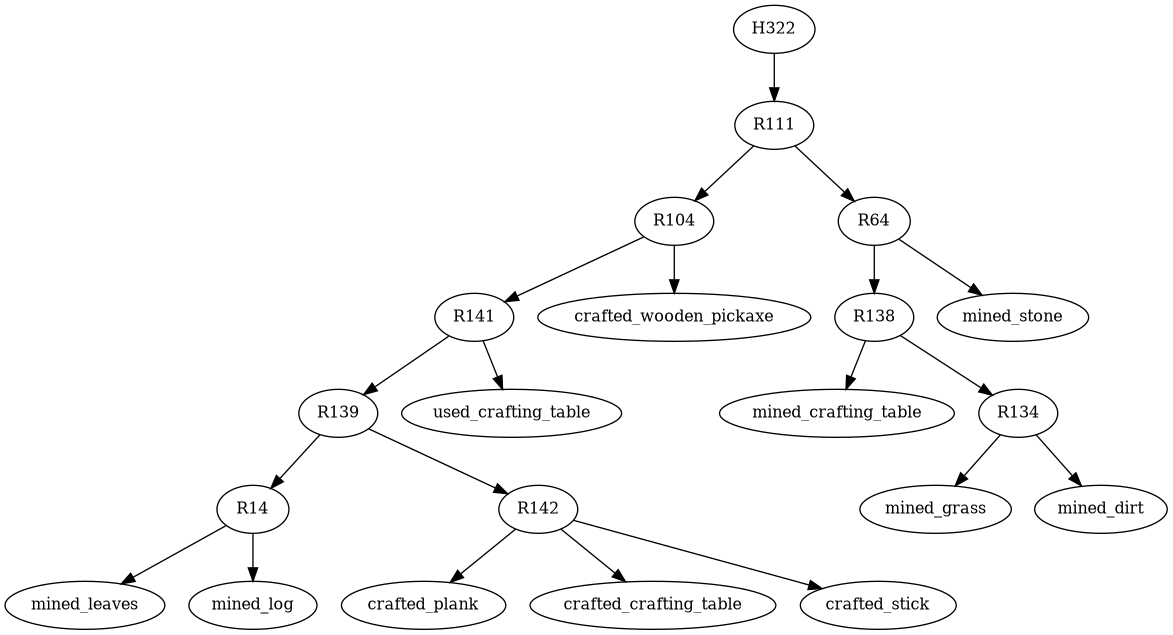 H322
R111
R104
R64
R141
crafted_wooden_pickaxe
R138
mined_stone
R139
used_crafting_table
mined_crafting_table
R134
R14
R142
mined_grass
mined_dirt
mined_leaves
mined_log
crafted_plank
crafted_crafting_table
crafted_stick